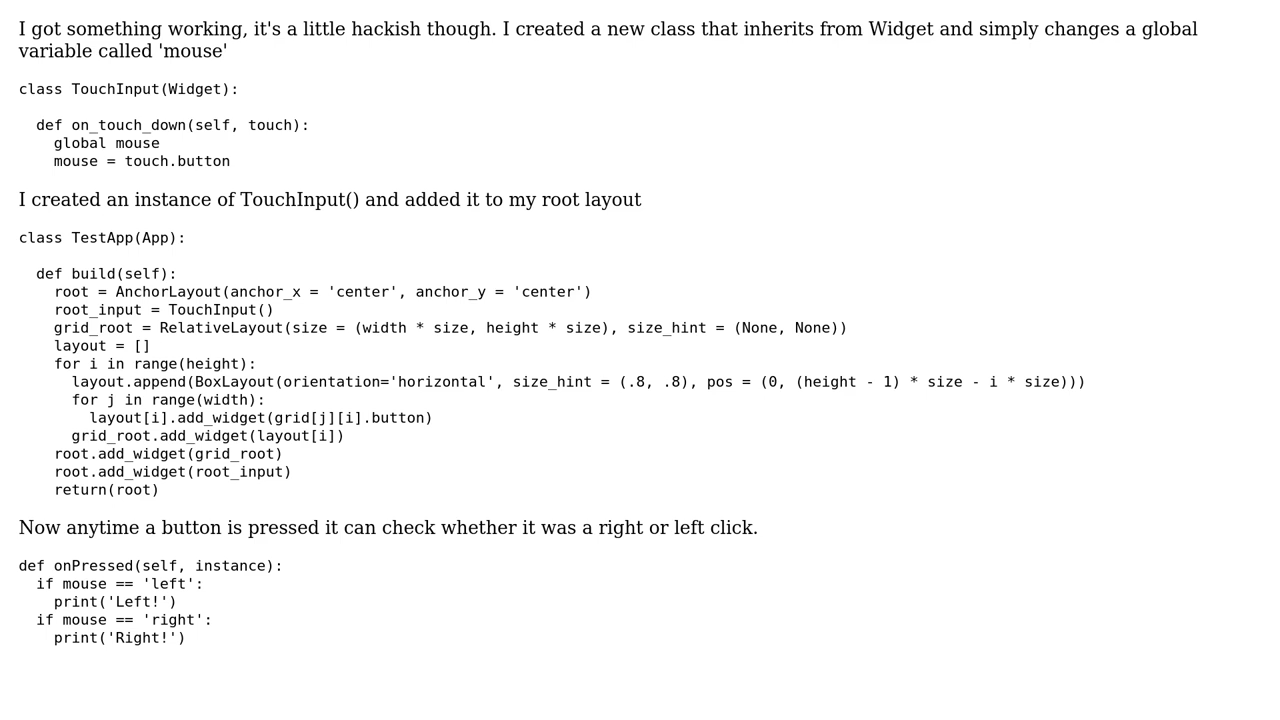 I got something working, it's a little hackish though. I created a new class that inherits from Widget and simply changes a global
variable called 'mouse'
class TouchInput(Widget):
  def on_touch_down(self, touch):
    global mouse
    mouse = touch.button
I created an instance of TouchInput() and added it to my root layout
class TestApp(App):
  def build(self):
    root = AnchorLayout(anchor_x = 'center', anchor_y = 'center')
    root_input = TouchInput()
    grid_root = RelativeLayout(size = (width * size, height * size), size_hint = (None, None))
    layout = []
    for i in range(height):
      layout.append(BoxLayout(orientation='horizontal', size_hint = (.8, .8), pos = (0, (height - 1) * size - i * size)))
      for j in range(width):
        layout[i].add_widget(grid[j][i].button)
      grid_root.add_widget(layout[i])
    root.add_widget(grid_root)
    root.add_widget(root_input)
    return(root)
Now anytime a button is pressed it can check whether it was a right or left click.
def onPressed(self, instance):
  if mouse == 'left':
    print('Left!')
  if mouse == 'right':
    print('Right!')